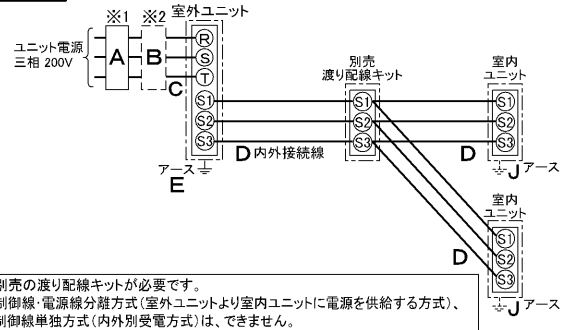 ※1
※2
室外ユニット
ユニット電源
三相 200V
A
B
C
R
S
T
S1
S2
S3
D 内外接続線
アース
E
別売
渡り配線キット
S1
S2
S3
室内
ユニット
S1
S2
S3
D
J アース
室内
ユニット
S1
S2
S3
D
J アース
別売の渡り配線キットが必要です。
制御線・電源線分離方式(室外ユニットより室内ユニットに電源を供給する方式)、
制御線単独方式(内外別受電方式)は、できません。